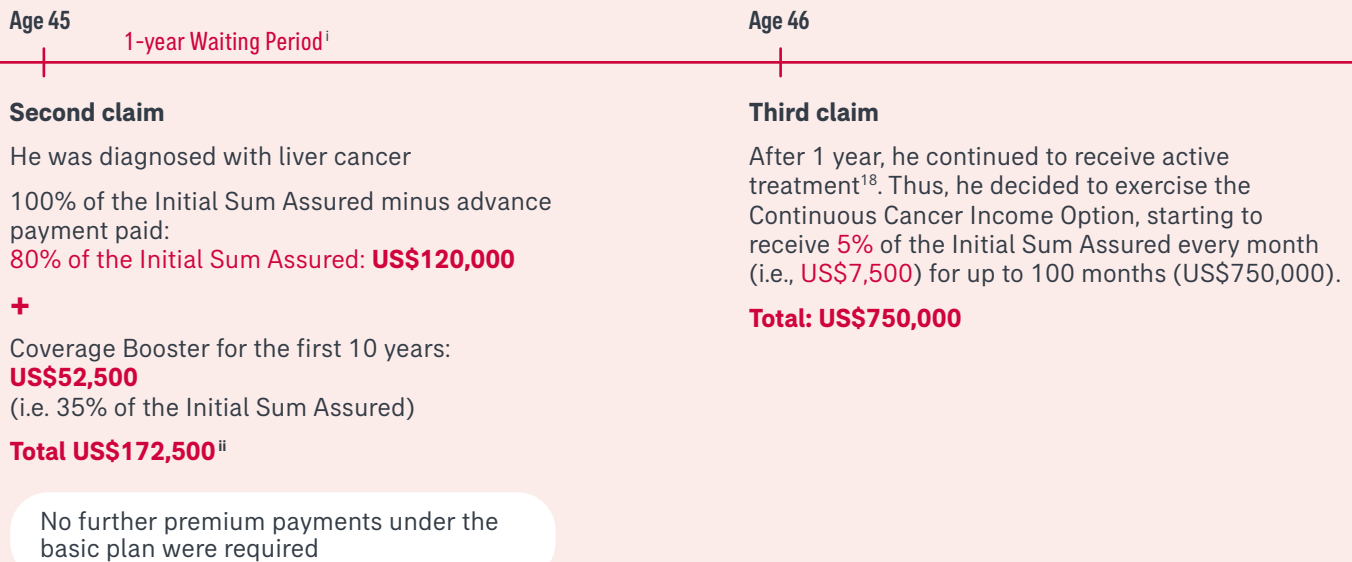 Age 45
1-year Waiting Period i
Age 46
Second claim
He was diagnosed with liver cancer
100% of the Initial Sum Assured minus advance
payment paid:
80% of the Initial Sum Assured: US$120,000
+
Coverage Booster for the first 10 years:
US$52,500
(i.e. 35% of the Initial Sum Assured)
Total US$172,500 ii
No further premium payments under the
basic plan were required
Third claim
After 1 year, he continued to receive active
treatment18. Thus, he decided to exercise the
Continuous Cancer Income Option, starting to
receive 5% of the Initial Sum Assured every month
(i.e., US$7,500) for up to 100 months (US$750,000).
Total: US$750,000